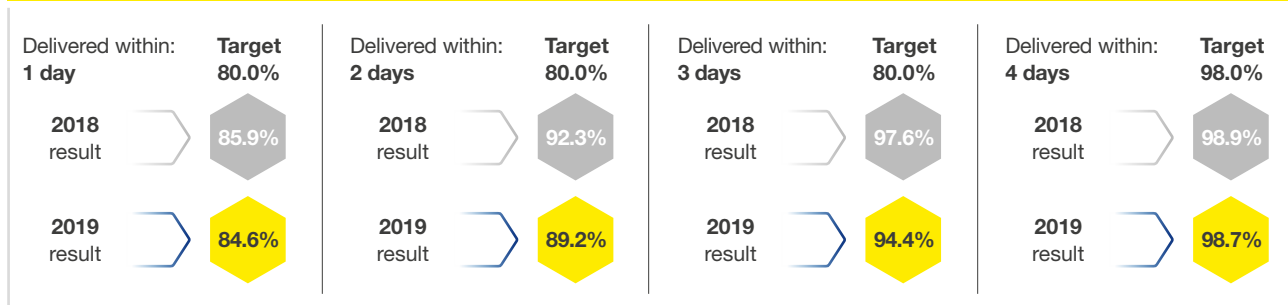 Delivered within: Target
1 day 80.0%
2018
result
85.9%
2019
result
84.6%
Delivered within: Target
2 days 80.0%
2018
result
92.3%
2019
result
89.2%
Delivered within: Target
3 days 80.0%
2018
result
97.6%
2019
result
94.4%
Delivered within: Target
4 days 98.0%
2018
result
98.9%
2019
result
98.7%